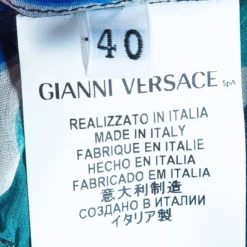 40
GIANNI VERSACE SpA
REALIZZATO IN ITALIA
MADE IN ITALY
FABRIQUE EN ITALIE
HECHO EN ITALIA
FABRICADO EM ITALIA
意大利制造
СОЗДАНО В ИТАЛИИ
イタリア製